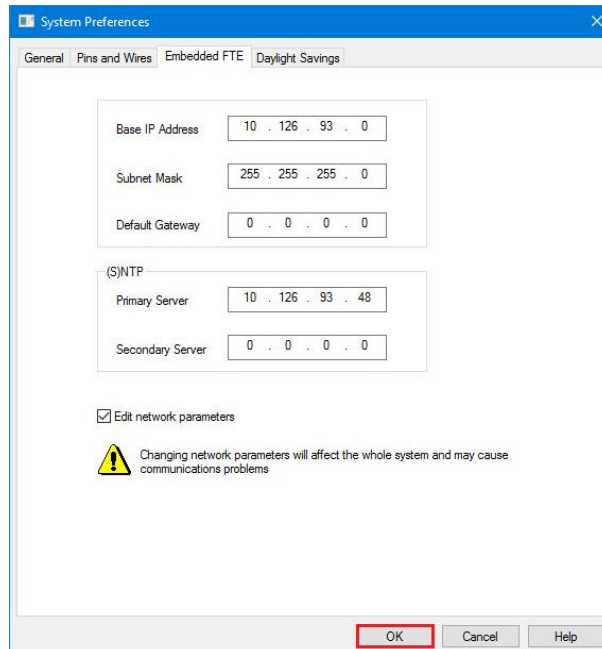 System Preferences
General Pins and Wires Embedded FTE Daylight Savings
Base IP Address 10 . 126 . 93 . 0
Subnet Mask 255 . 255 . 255 . 0
Default Gateway 0 . 0 . 0 . 0
(S)NTP
Primary Server 10 . 126 . 93 . 48
Secondary Server 0 . 0 . 0 . 0
Edit network parameters
Changing network parameters will affect the whole system and may cause
communications problems
OK Cancel Help